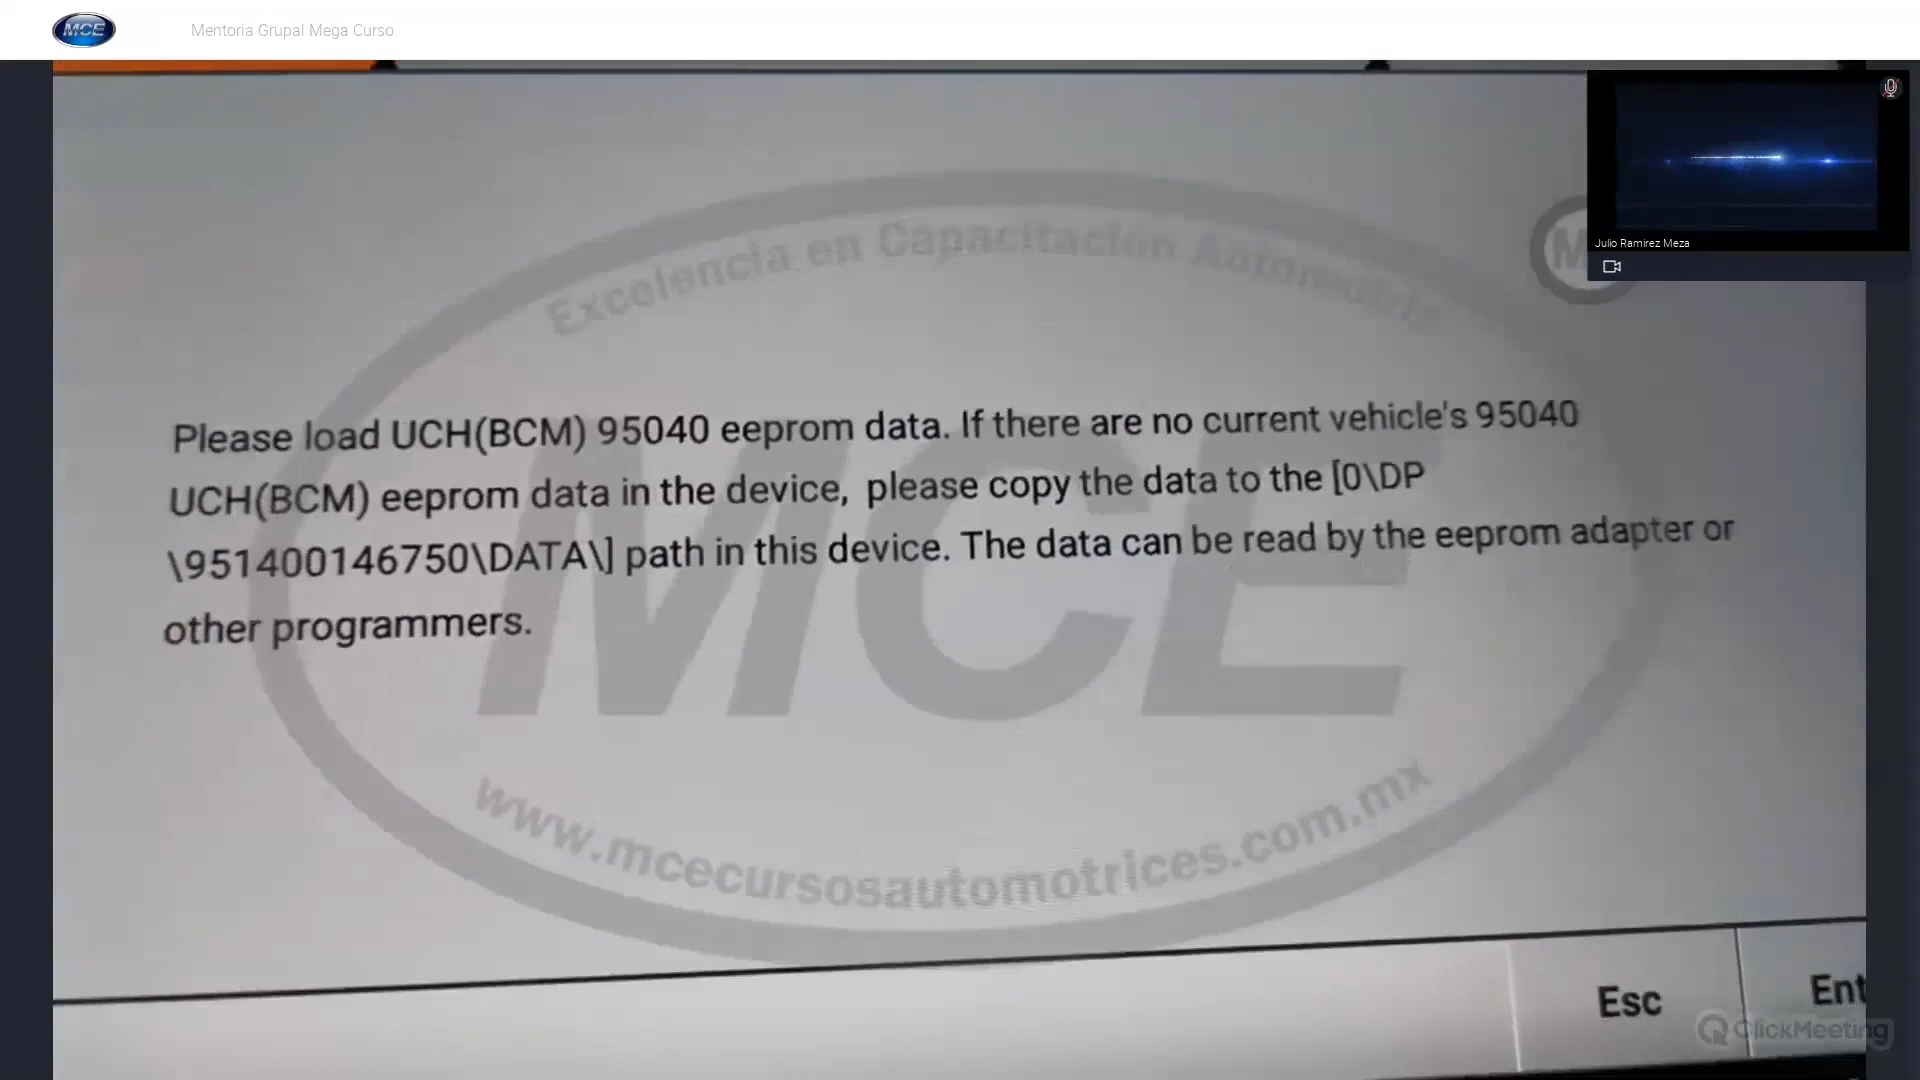 MCE
Mentoria Grupal Mega Curso
Julio Ramirez Meza
Excelencia en Capacitacion Automotriz
Please load UCH(BCM) 95040 eeprom data. If there are no current vehicle's 95040
UCH(BCM) eeprom data in the device, please copy the data to the [0\DP
\951400146750\DATA\] path in this device. The data can be read by the eeprom adapter or
other programmers.
MCE
www.mcecursosautomotrices.com.mx
Esc
Ent
ClickMeeting